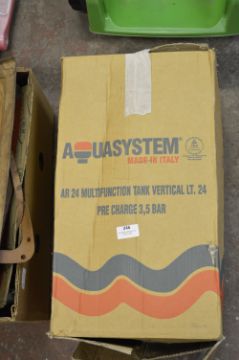 AQUASYSTEM®
MADE IN ITALY
AR 24 MULTIFUNCTION TANK VERTICAL LT. 24
PRE CHARGE 3,5 BAR